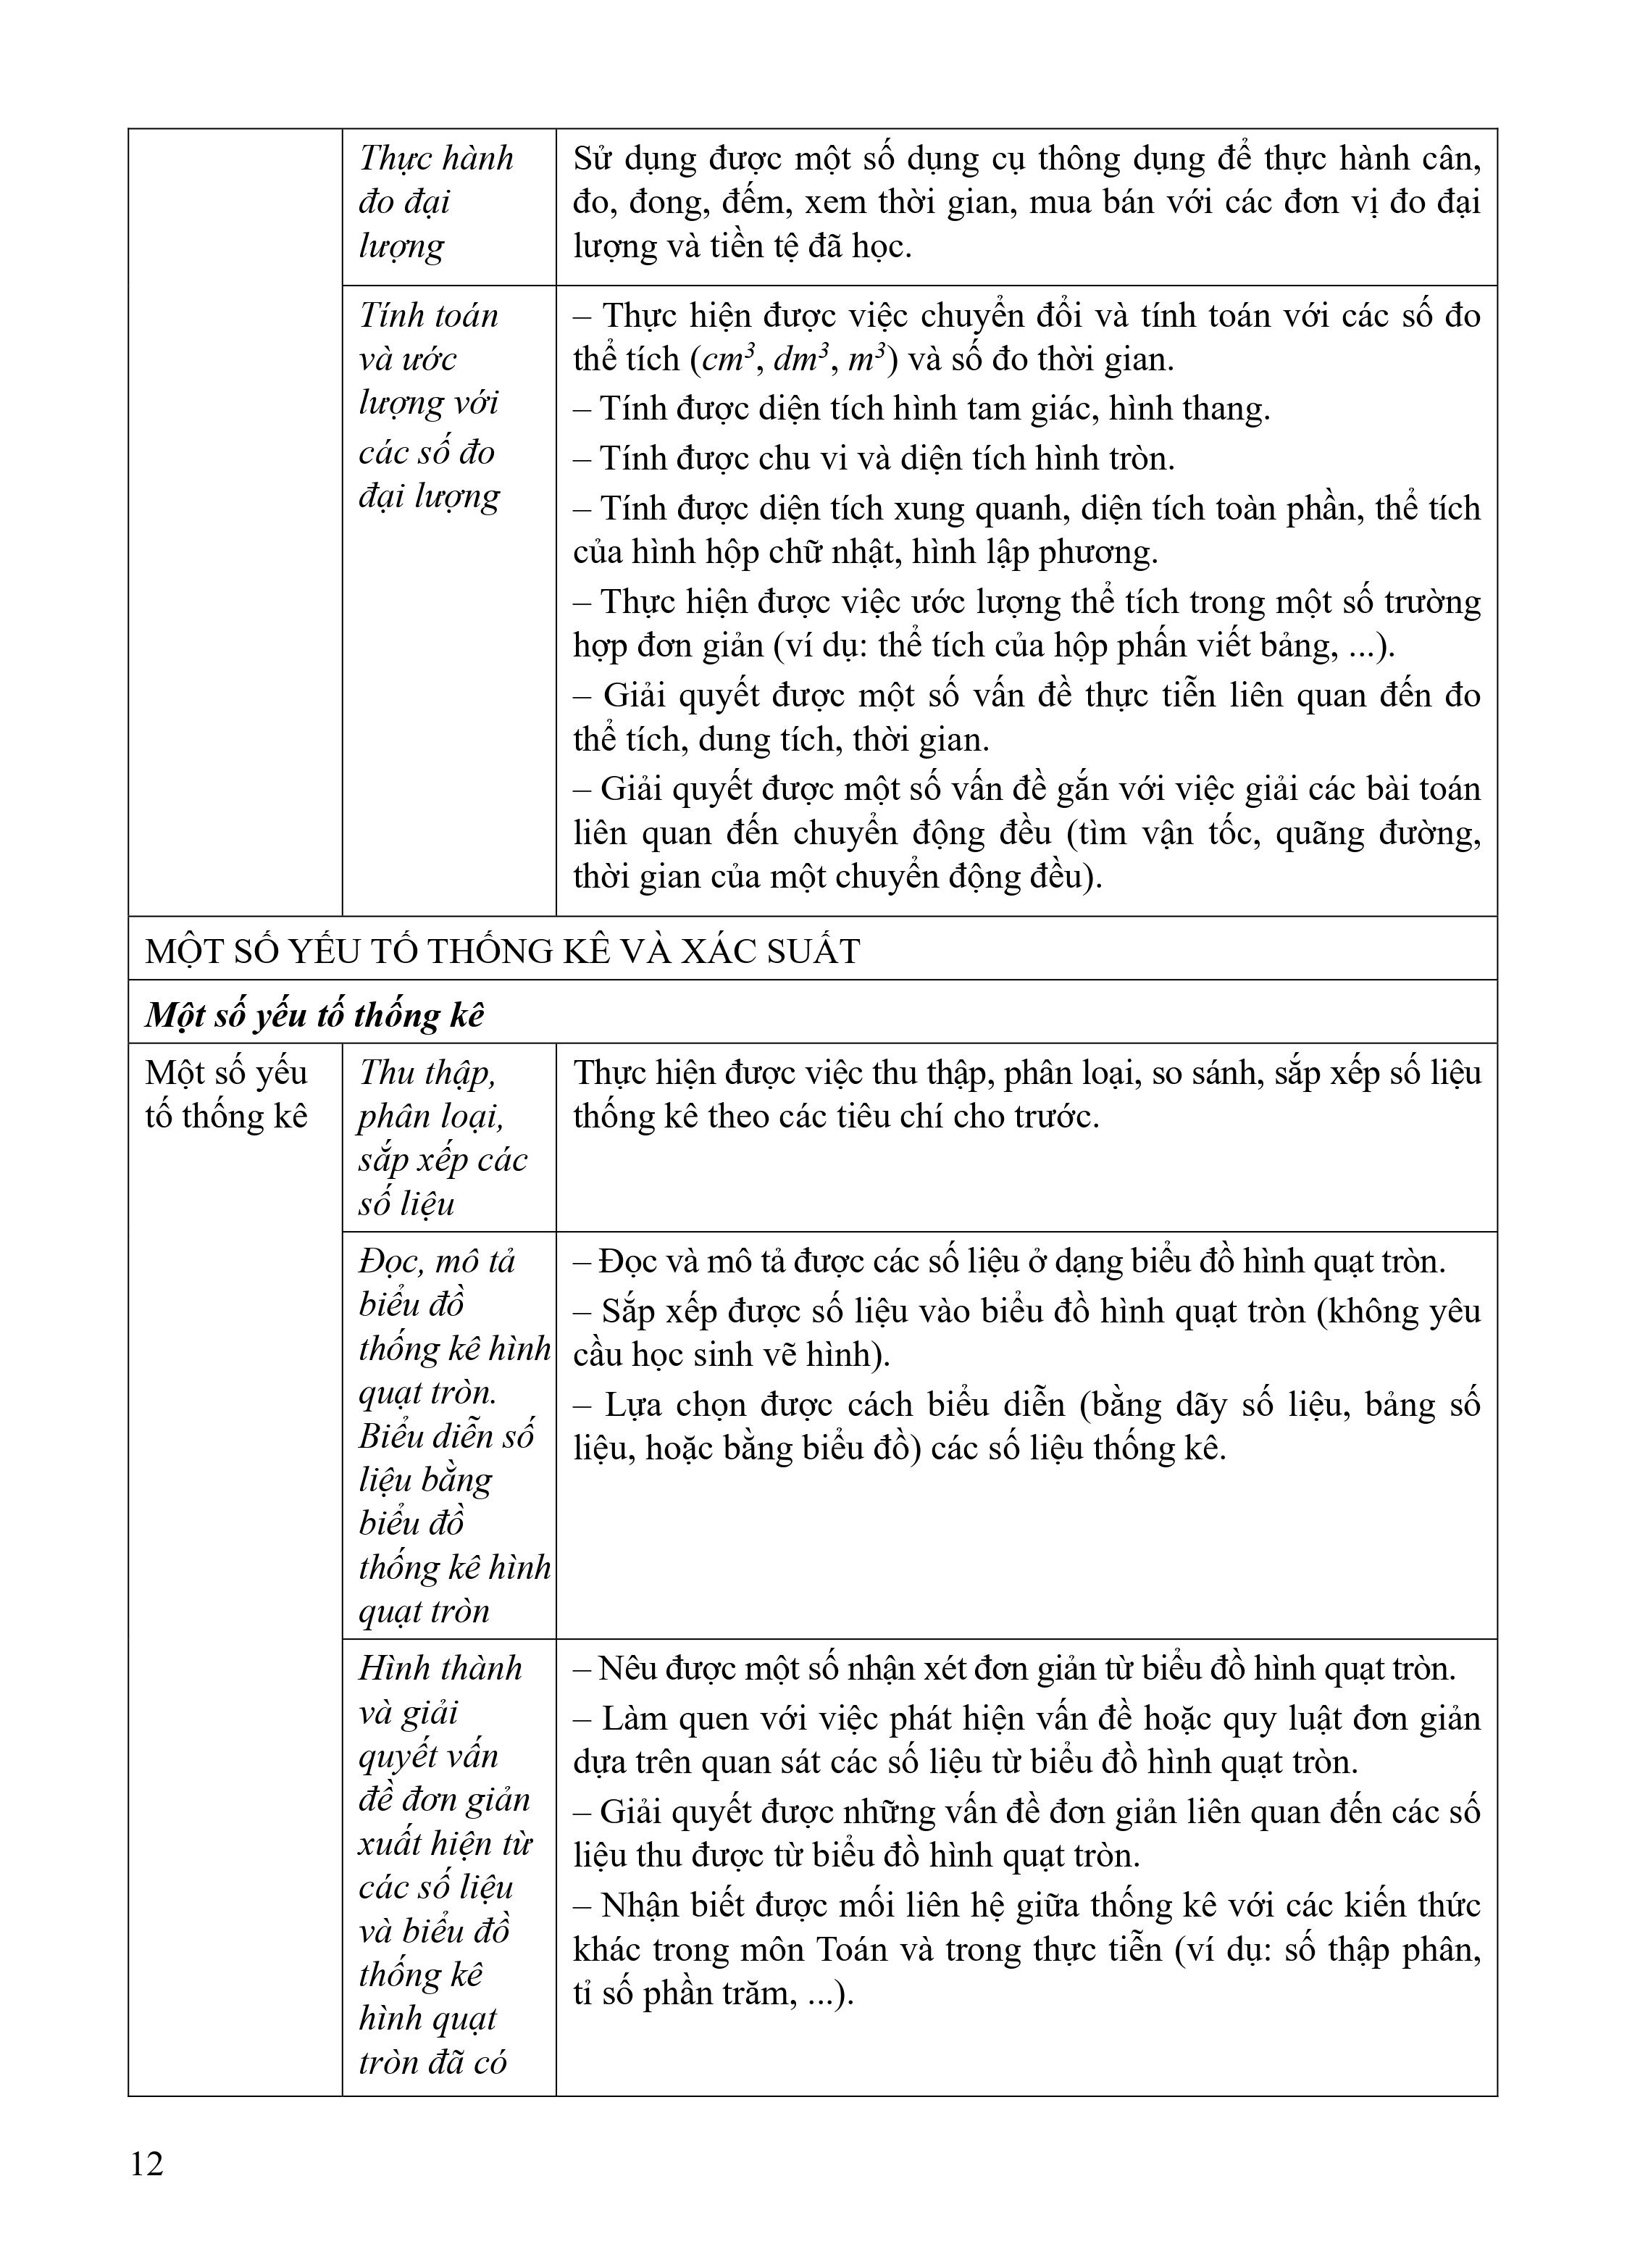 Thực hành
đo đại
lượng
Sử dụng được một số dụng cụ thông dụng để thực hành cân,
đo, đong, đếm, xem thời gian, mua bán với các đơn vị đo đại
lượng và tiền tệ đã học.
Tính toán
và ước
lượng với
các số đo
đại lượng
– Thực hiện được việc chuyển đổi và tính toán với các số đo
thể tích (cm³, dm³, m³) và số đo thời gian.
– Tính được diện tích hình tam giác, hình thang.
– Tính được chu vi và diện tích hình tròn.
– Tính được diện tích xung quanh, diện tích toàn phần, thể tích
của hình hộp chữ nhật, hình lập phương.
– Thực hiện được việc ước lượng thể tích trong một số trường
hợp đơn giản (ví dụ: thể tích của hộp phấn viết bảng, ...).
– Giải quyết được một số vấn đề thực tiễn liên quan đến đo
thể tích, dung tích, thời gian.
– Giải quyết được một số vấn đề gắn với việc giải các bài toán
liên quan đến chuyển động đều (tìm vận tốc, quãng đường,
thời gian của một chuyển động đều).
MỘT SỐ YẾU TỐ THỐNG KÊ VÀ XÁC SUẤT
Một số yếu tố thống kê
Một số yếu
tố thống kê
Thu thập,
phân loại,
sắp xếp các
số liệu
Thực hiện được việc thu thập, phân loại, so sánh, sắp xếp số liệu
thống kê theo các tiêu chí cho trước.
Đọc, mô tả
biểu đồ
thống kê hình
quạt tròn.
Biểu diễn số
liệu bằng
biểu đồ
thống kê hình
quạt tròn
– Đọc và mô tả được các số liệu ở dạng biểu đồ hình quạt tròn.
– Sắp xếp được số liệu vào biểu đồ hình quạt tròn (không yêu
cầu học sinh vẽ hình).
– Lựa chọn được cách biểu diễn (bằng dãy số liệu, bảng số
liệu, hoặc bằng biểu đồ) các số liệu thống kê.
Hình thành
và giải
quyết vấn
đề đơn giản
xuất hiện từ
các số liệu
và biểu đồ
thống kê
hình quạt
tròn đã có
– Nêu được một số nhận xét đơn giản từ biểu đồ hình quạt tròn.
– Làm quen với việc phát hiện vấn đề hoặc quy luật đơn giản
dựa trên quan sát các số liệu từ biểu đồ hình quạt tròn.
– Giải quyết được những vấn đề đơn giản liên quan đến các số
liệu thu được từ biểu đồ hình quạt tròn.
– Nhận biết được mối liên hệ giữa thống kê với các kiến thức
khác trong môn Toán và trong thực tiễn (ví dụ: số thập phân,
tỉ số phần trăm, ...).
12